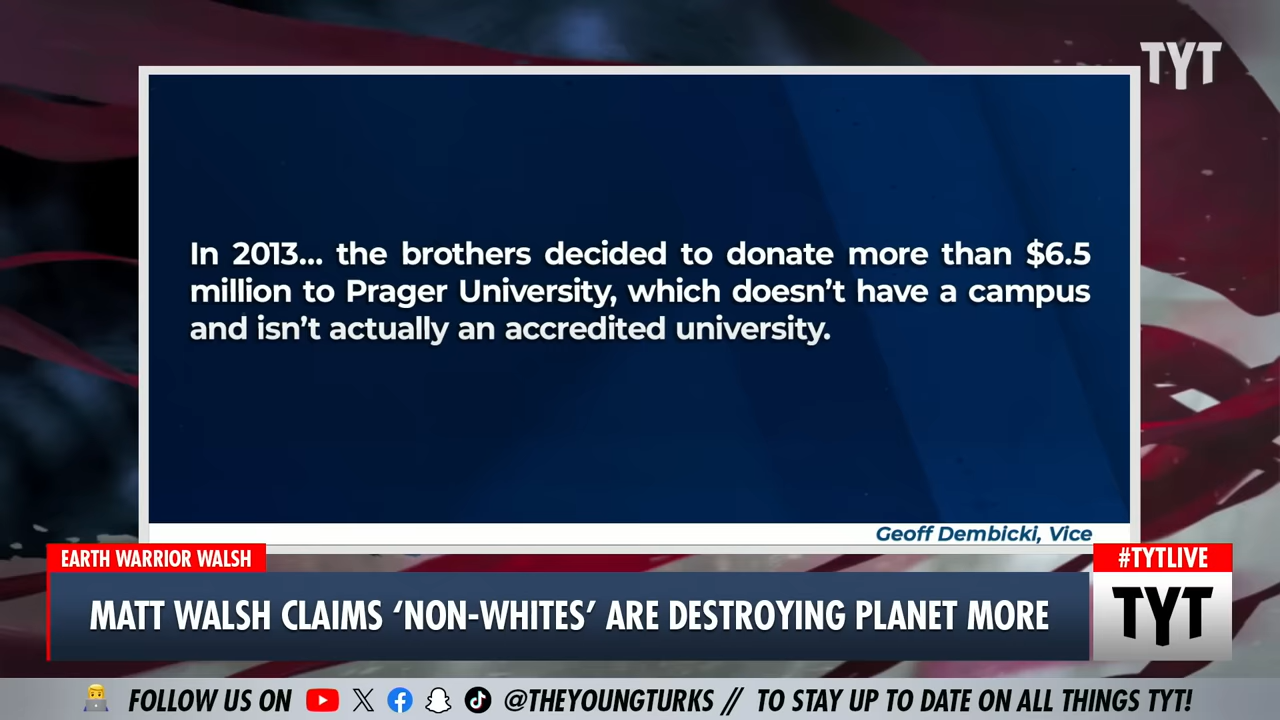 TYT
In 2013... the brothers decided to donate more than $6.5
million to Prager University, which doesn't have a campus
and isn't actually an accredited university.
Geoff Dembicki, Vice
EARTH WARRIOR WALSH
#TYTLIVE
MATT WALSH CLAIMS ‘NON-WHITES’ ARE DESTROYING PLANET MORE
TYT
FOLLOW US ON @THEYOUNGTURKS // TO STAY UP TO DATE ON ALL THINGS TYT!